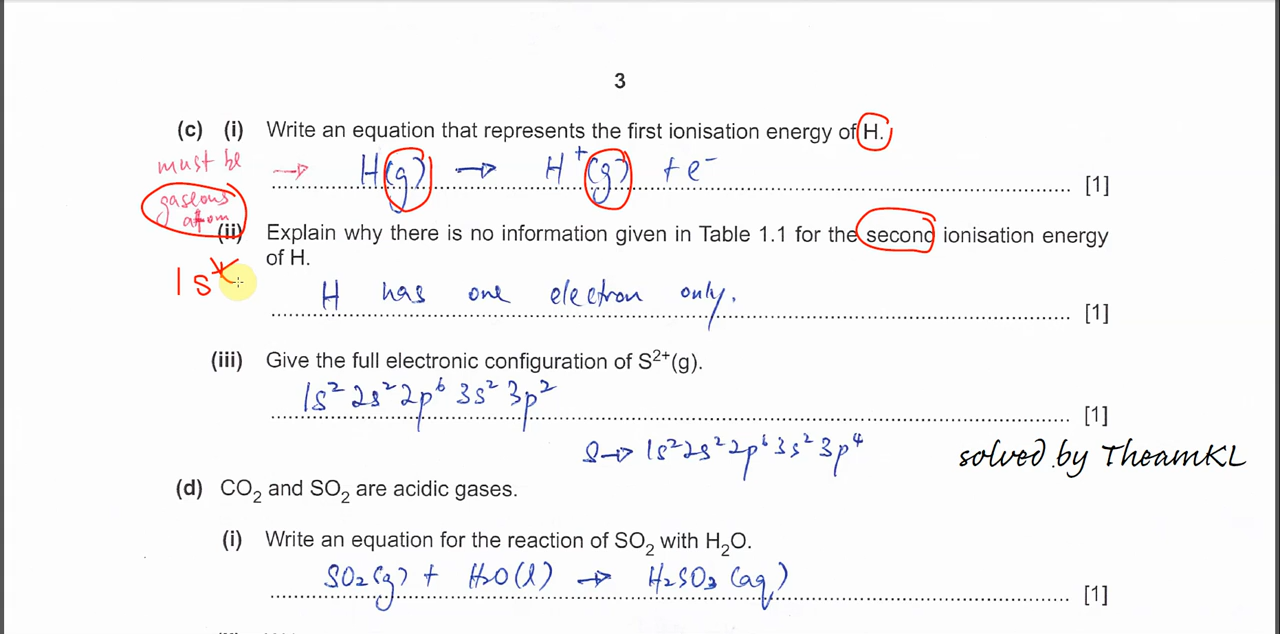 3
(c) (i) Write an equation that represents the first ionisation energy of H.
must be → H(g) → H⁺(g) + e⁻
[1]
gaseous
atom
(ii) Explain why there is no information given in Table 1.1 for the second ionisation energy
of H.
1s
H has one electron only.
[1]
(iii) Give the full electronic configuration of S²⁺(g).
1s² 2s² 2p⁶ 3s² 3p²
[1]
S → 1s² 2s² 2p⁶ 3s² 3p⁴
solved by TheamKL
(d) CO₂ and SO₂ are acidic gases.
(i) Write an equation for the reaction of SO₂ with H₂O.
SO₂(g) + H₂O(l) → H₂SO₃(aq)
[1]